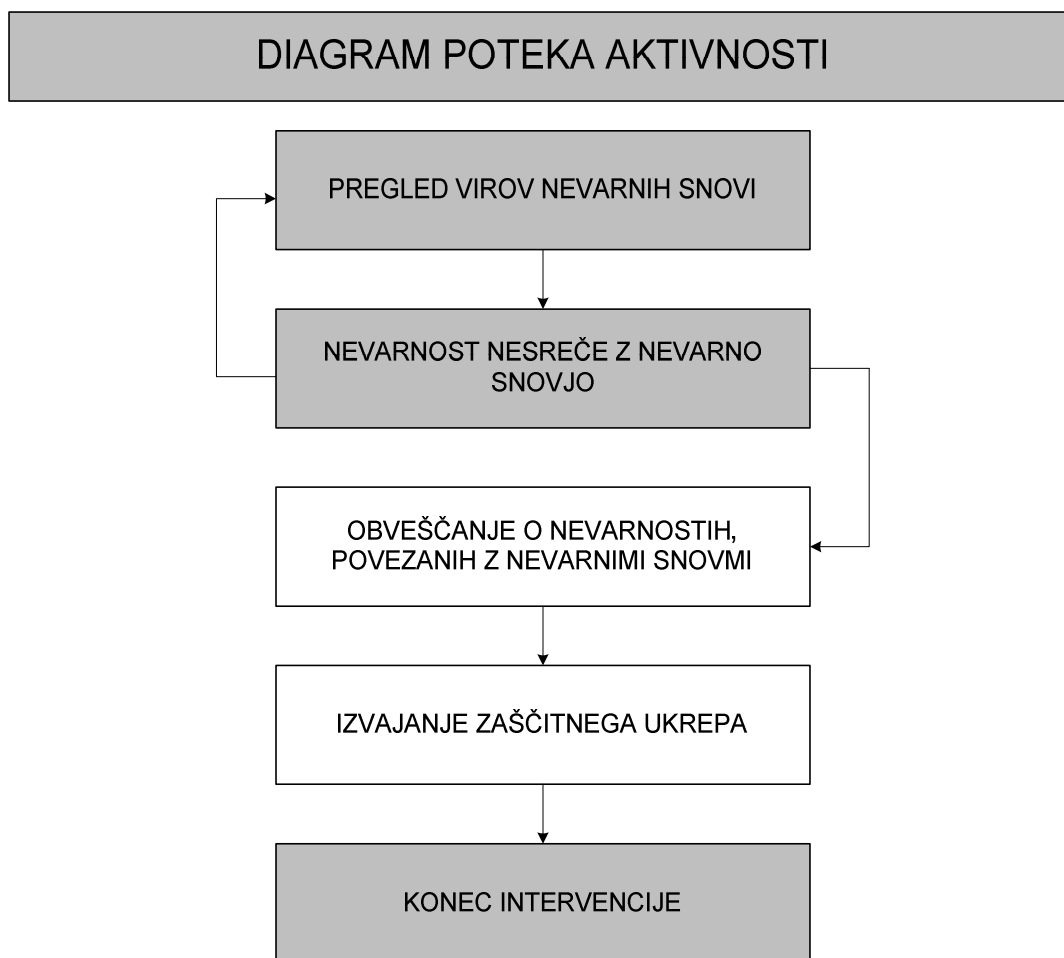 DIAGRAM POTEKA AKTIVNOSTI
PREGLED VIROV NEVARNIH SNOVI
NEVARNOST NESREČE Z NEVARNO
SNOVJO
OBVEŠČANJE O NEVARNOSTIH,
POVEZANIH Z NEVARNIMI SNOVMI
IZVAJANJE ZAŠČITNEGA UKREPA
KONEC INTERVENCIJE